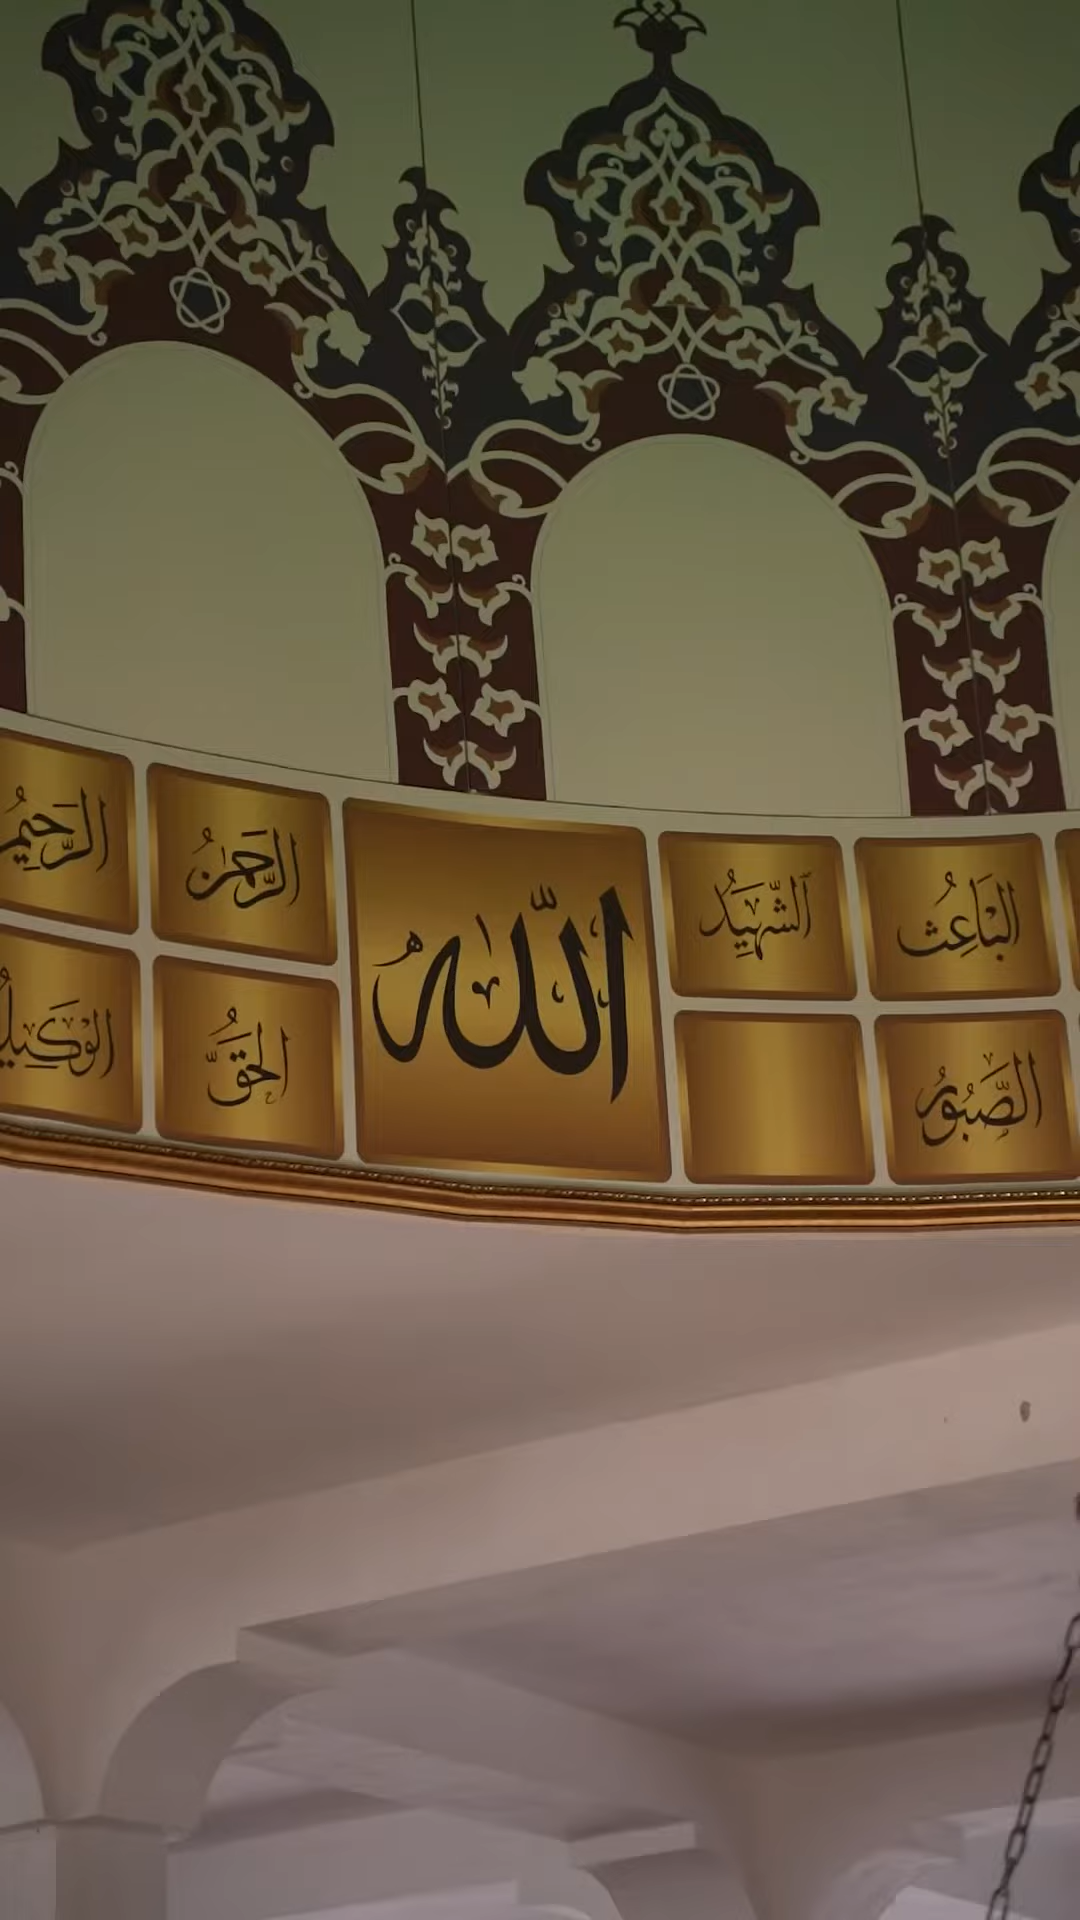 الشَّهِيدُ
البَاعِث
الصَّبُورُ
اللّٰه
الرَّحمٰنُ
الرَّحِيمُ
الحَقُّ
الوَكِيلُ